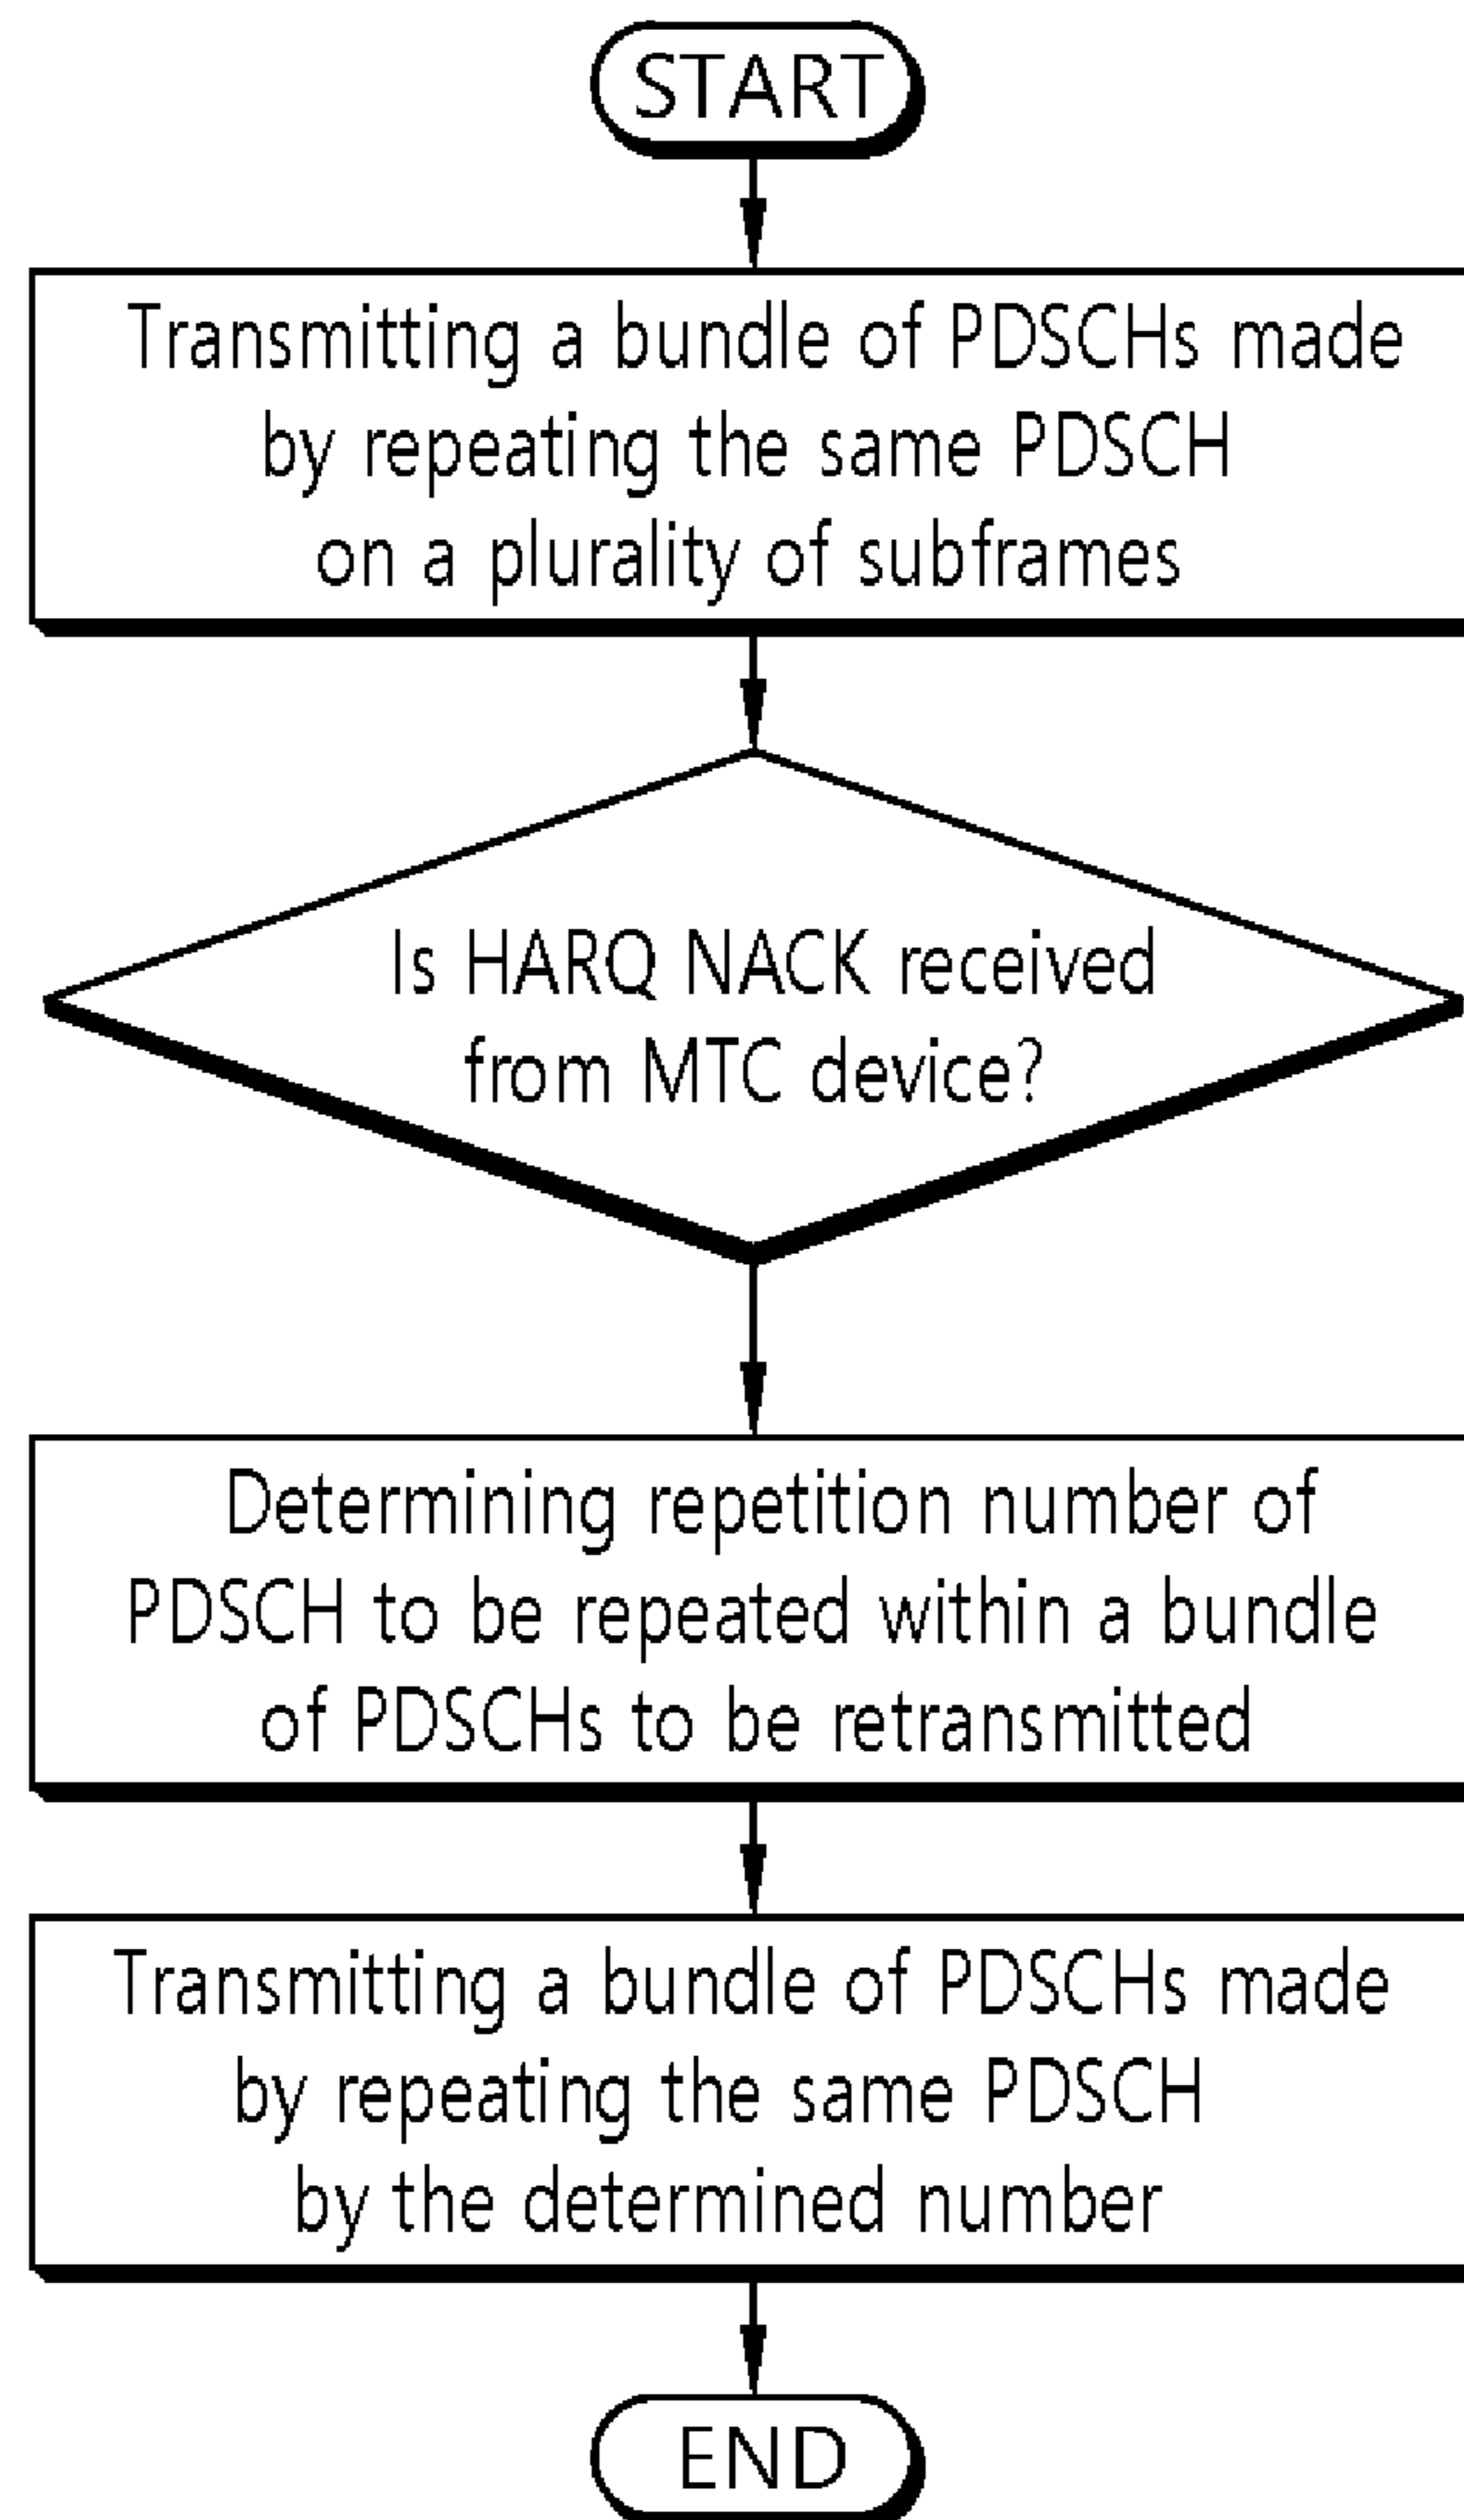 START
Transmitting a bundle of PDSCHs made
by repeating the same PDSCH
on a plurality of subframes
Is HARQ NACK received
from MTC device?
Determining repetition number of
PDSCH to be repeated within a bundle
of PDSCHs to be retransmitted
Transmitting a bundle of PDSCHs made
by repeating the same PDSCH
by the determined number
END